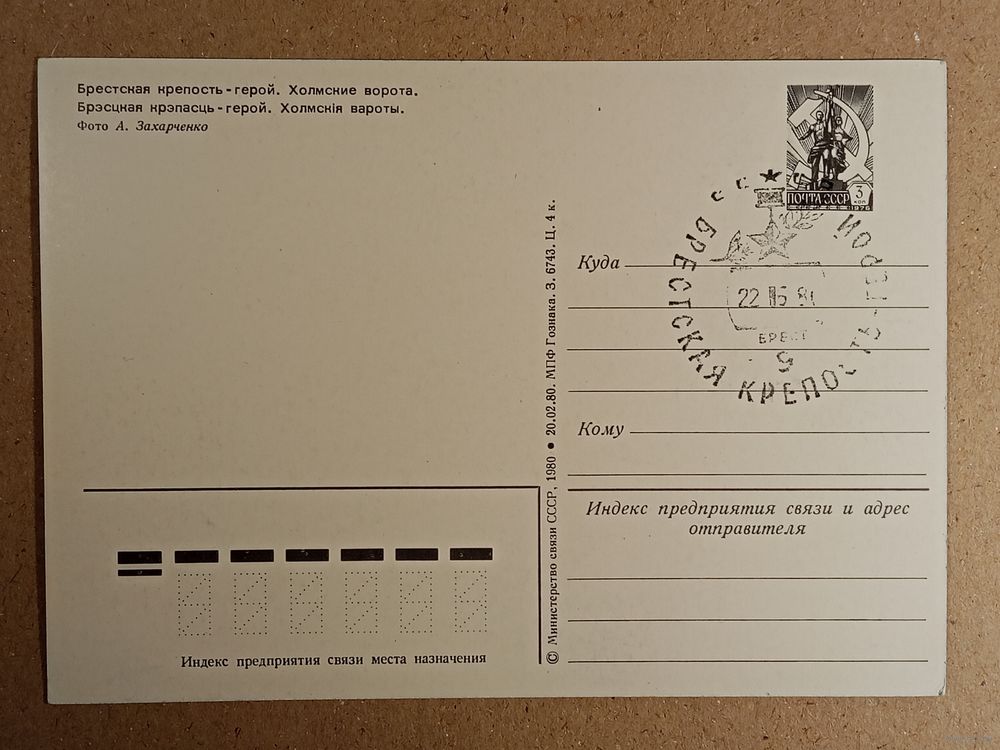 Брестская крепость-герой. Холмские ворота.
Брэсцкая крэпасць-герой. Холмскія вароты.
Фото А. Захарченко
ПОЧТА СССР 3 коп
1976
БРЕСТСКАЯ КРЕПОСТЬ-ГЕРОЙ
22
БРЕСТ
Куда
Кому
© Министерство связи СССР, 1980 ● 20.02.80. МПФ Гознака. З. 6743. Ц. 4 к.
Индекс предприятия связи и адрес
отправителя
Индекс предприятия связи места назначения